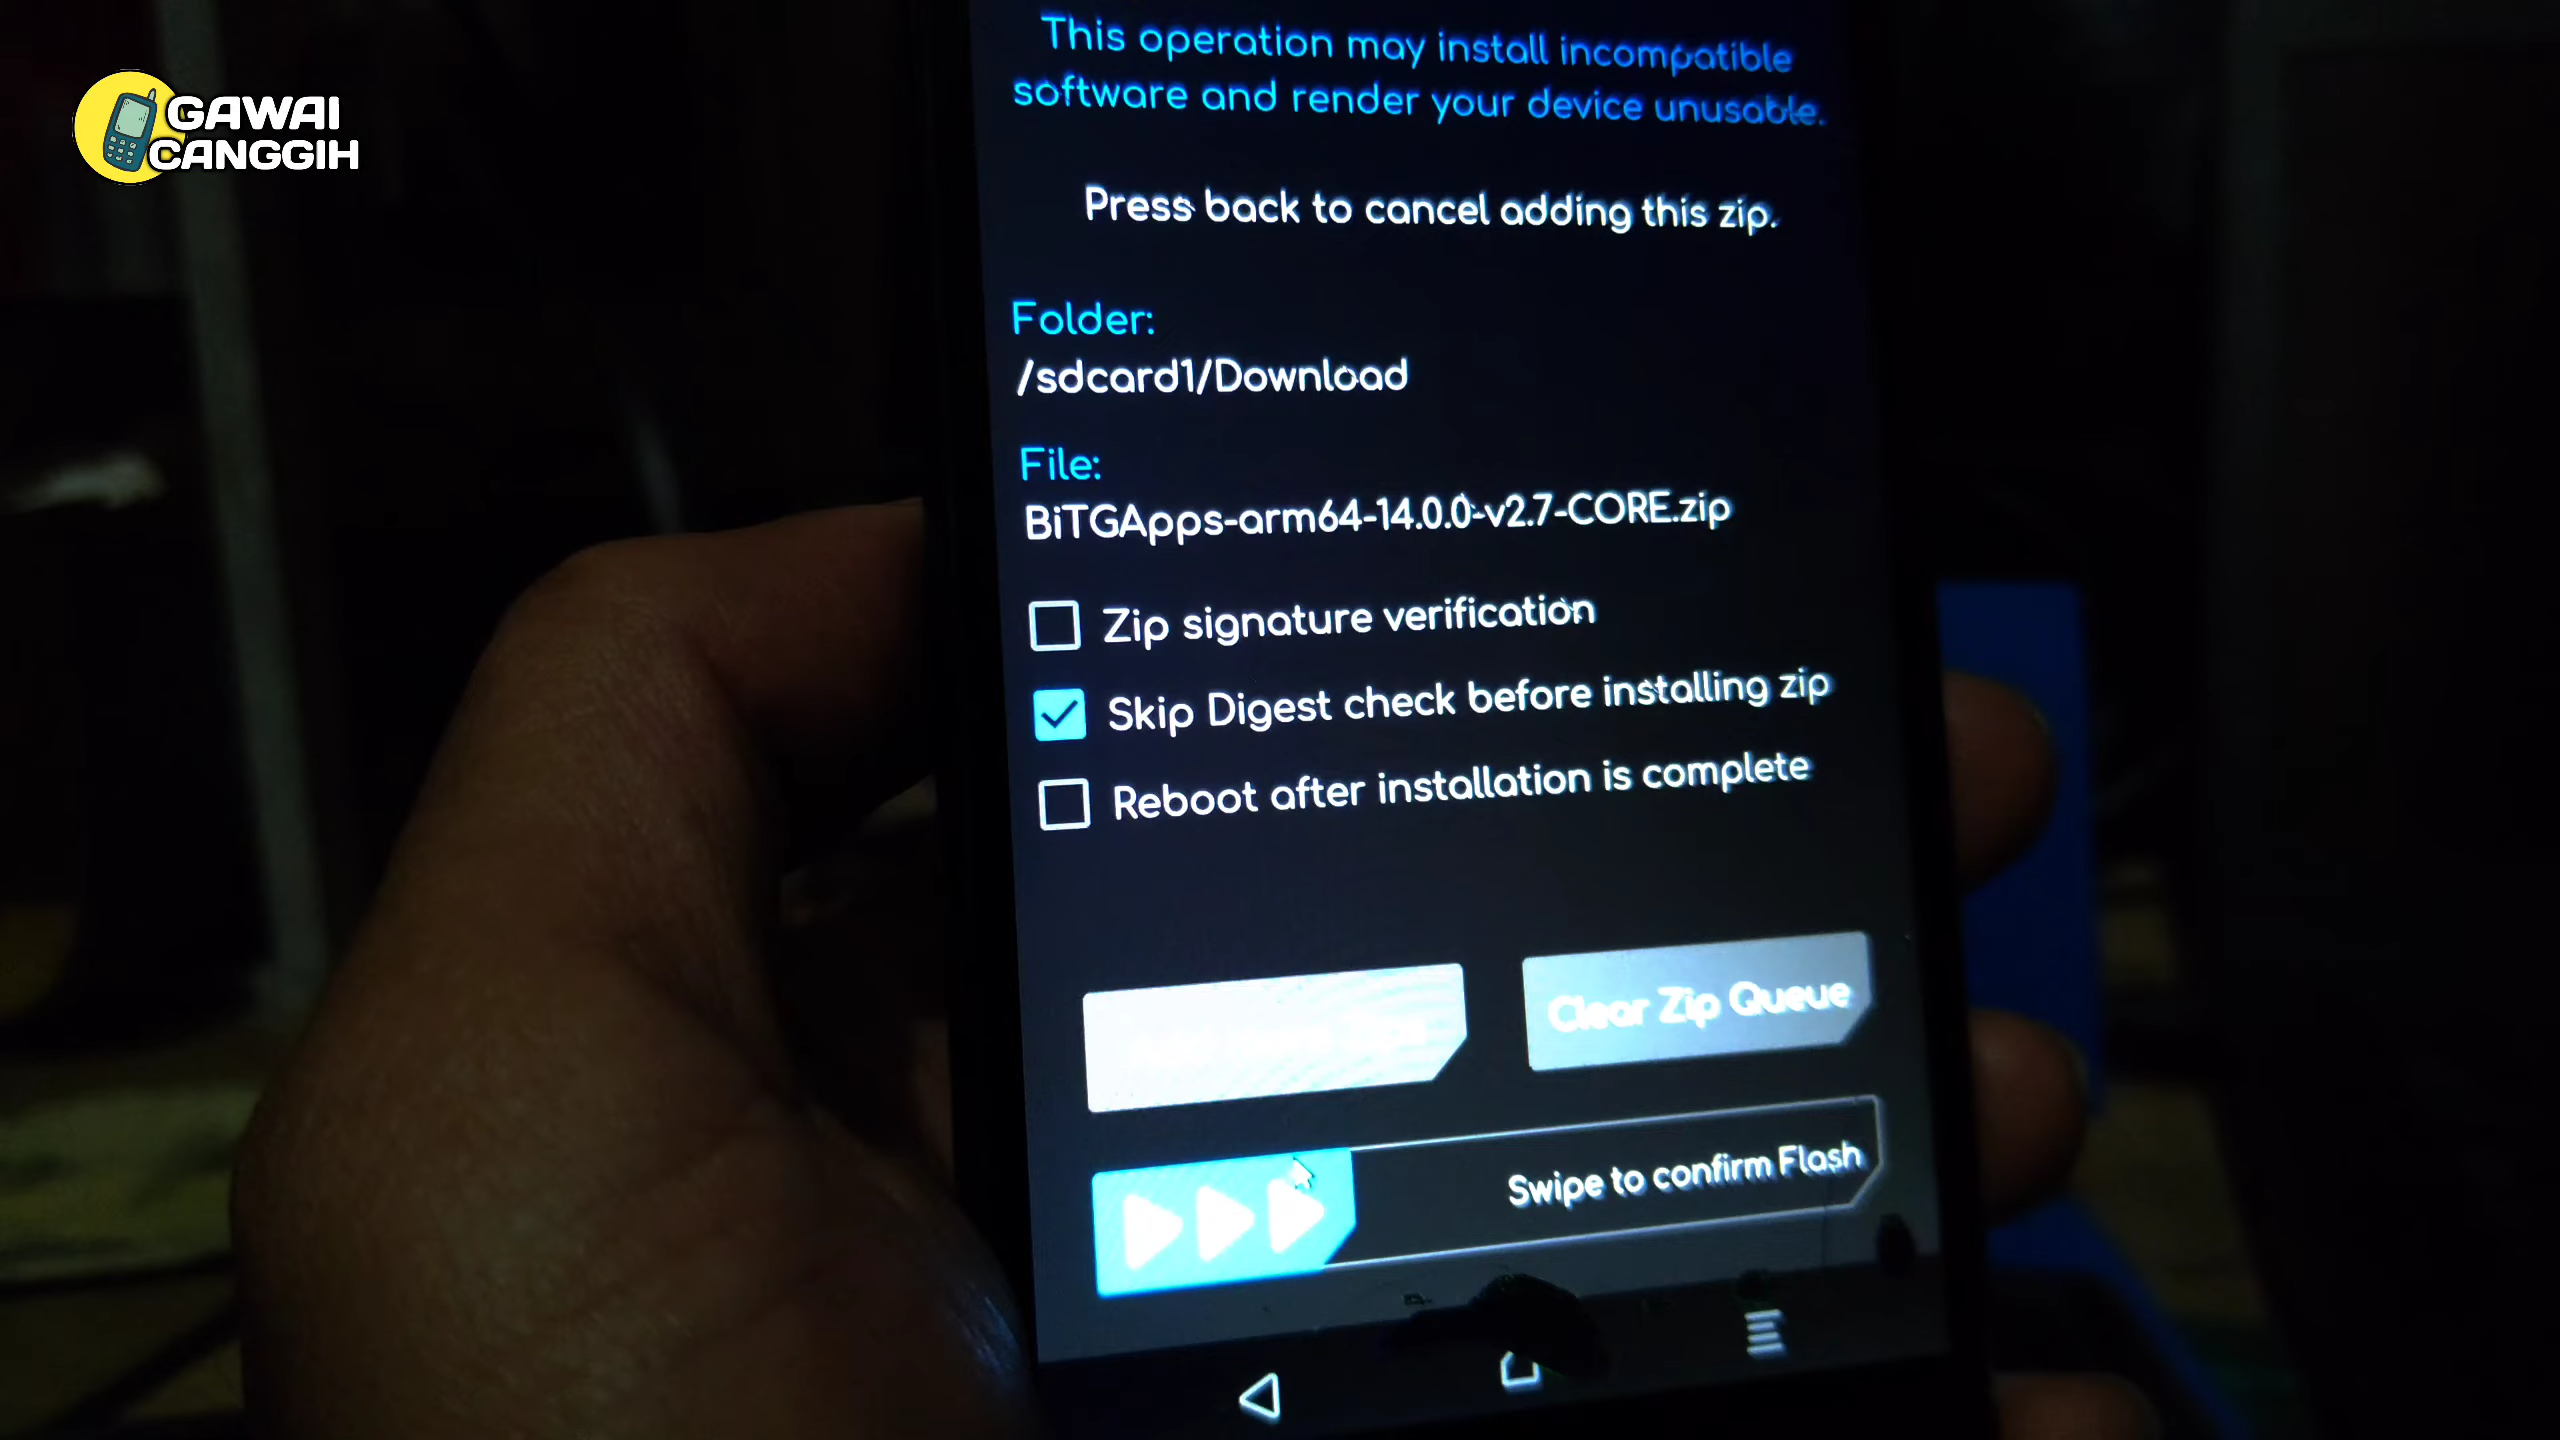 GAWAI
CANGGIH
This operation may install incompatible
software and render your device unusable.
Press back to cancel adding this zip.
Folder:
/sdcard1/Download
File:
BiTGApps-arm64-14.0.0-v2.7-CORE.zip
Zip signature verification
Skip Digest check before installing zip
Reboot after installation is complete
Clear Zip Queue
Swipe to confirm Flash